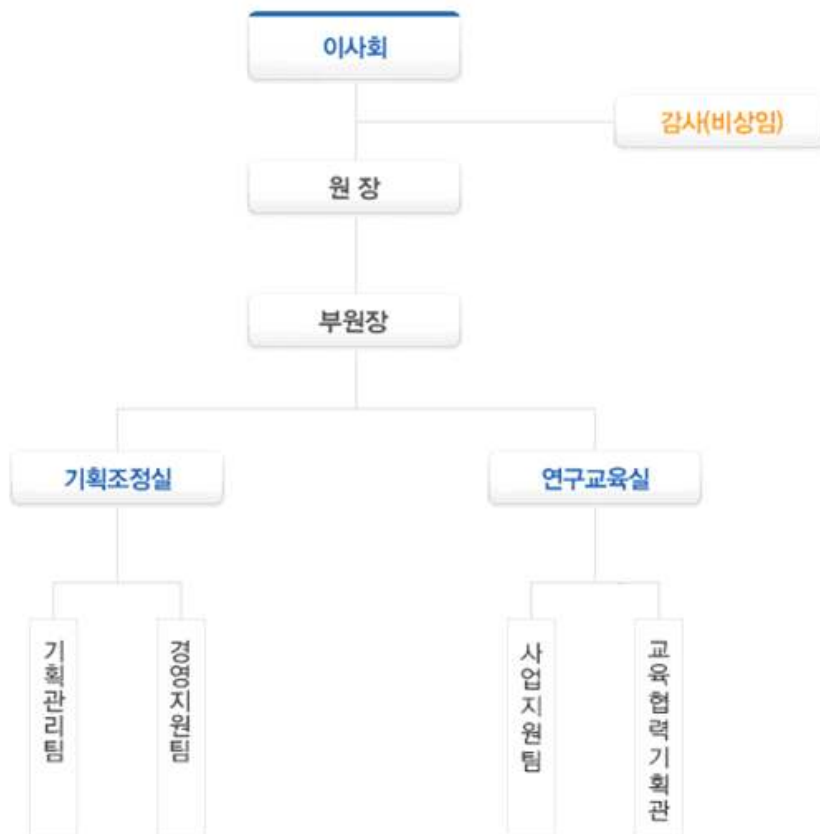 이사회
감사(비상임)
원 장
부원장
기획조정실
연구교육실
기획관리팀
경영지원팀
사업지원팀
교육협력기획관